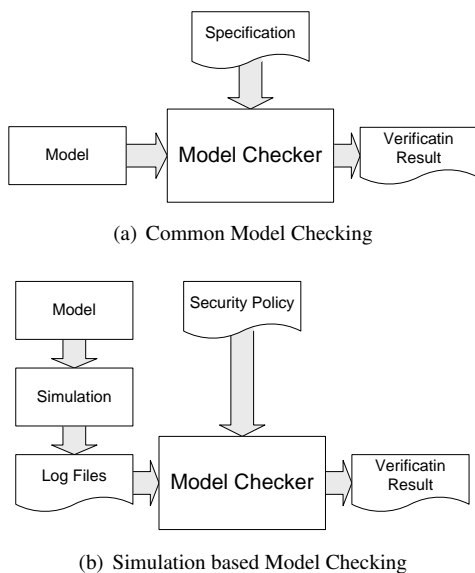 Specification
Model
Model Checker
Verificatin
Result
(a) Common Model Checking
Model
Security Policy
Simulation
Log Files
Model Checker
Verificatin
Result
(b) Simulation based Model Checking